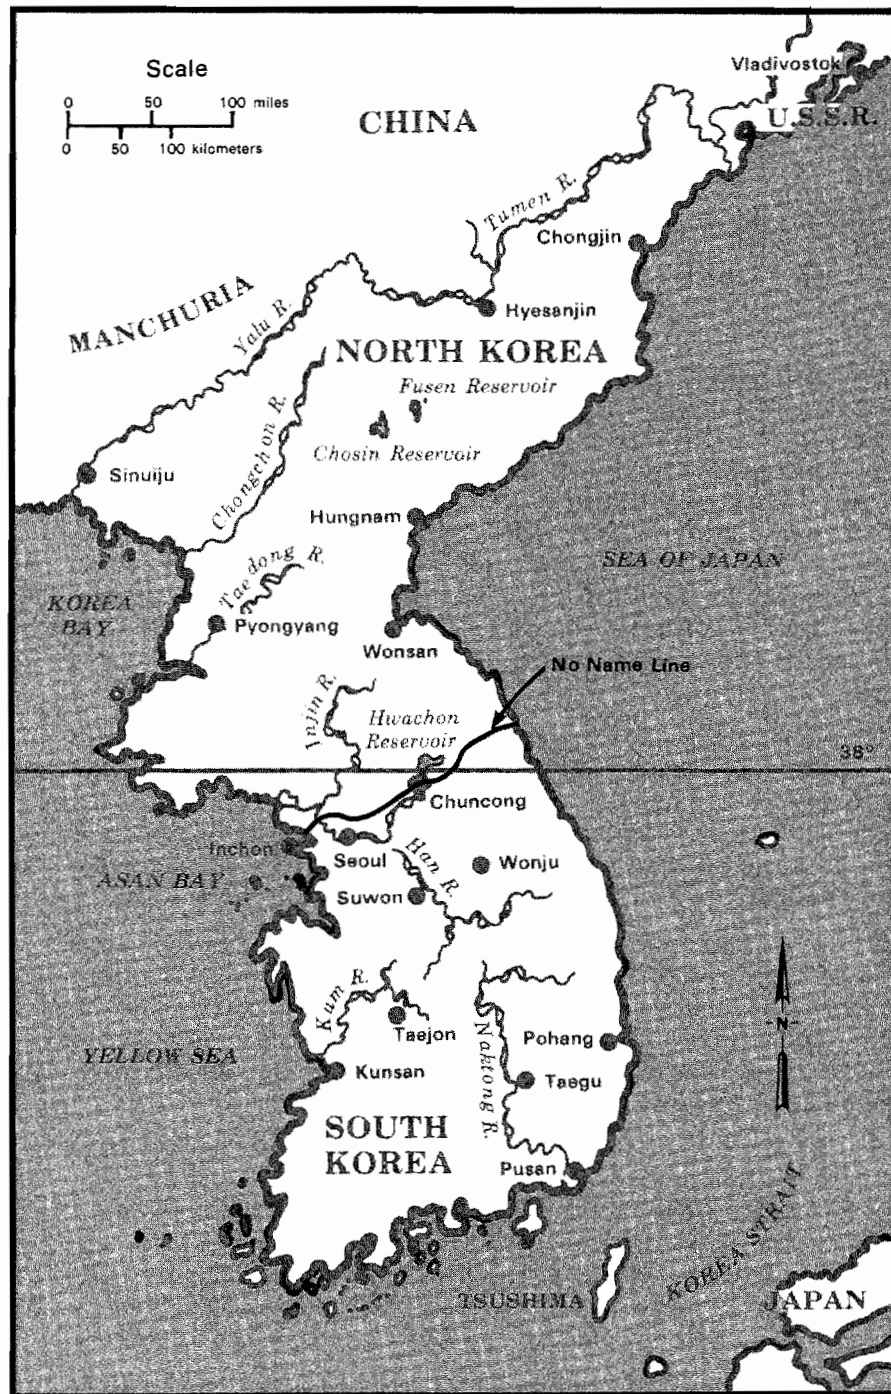 Vladivostok
Scale
0 50 100 miles
0 50 100 kilometers
CHINA
U.S.S.R.
Tumen R.
Chongjin
MANCHURIA
Yalu R.
Hyesanjin
NORTH KOREA
Fusen Reservoir
Chongchon R.
Chosin Reservoir
Sinuiju
Hungnam
Taedong R.
SEA OF JAPAN
KOREA
BAY
Pyongyang
Wonsan
No Name Line
Injin R.
Hwachon
Reservoir
38°
Chuncong
Inchon
Seoul
Han R.
Wonju
ASAN BAY
Suwon
Kum R.
N
Taejon
Naktong R.
Pohang
YELLOW SEA
Kunsan
Taegu
SOUTH
KOREA
Pusan
KOREA STRAIT
TSUSHIMA
JAPAN